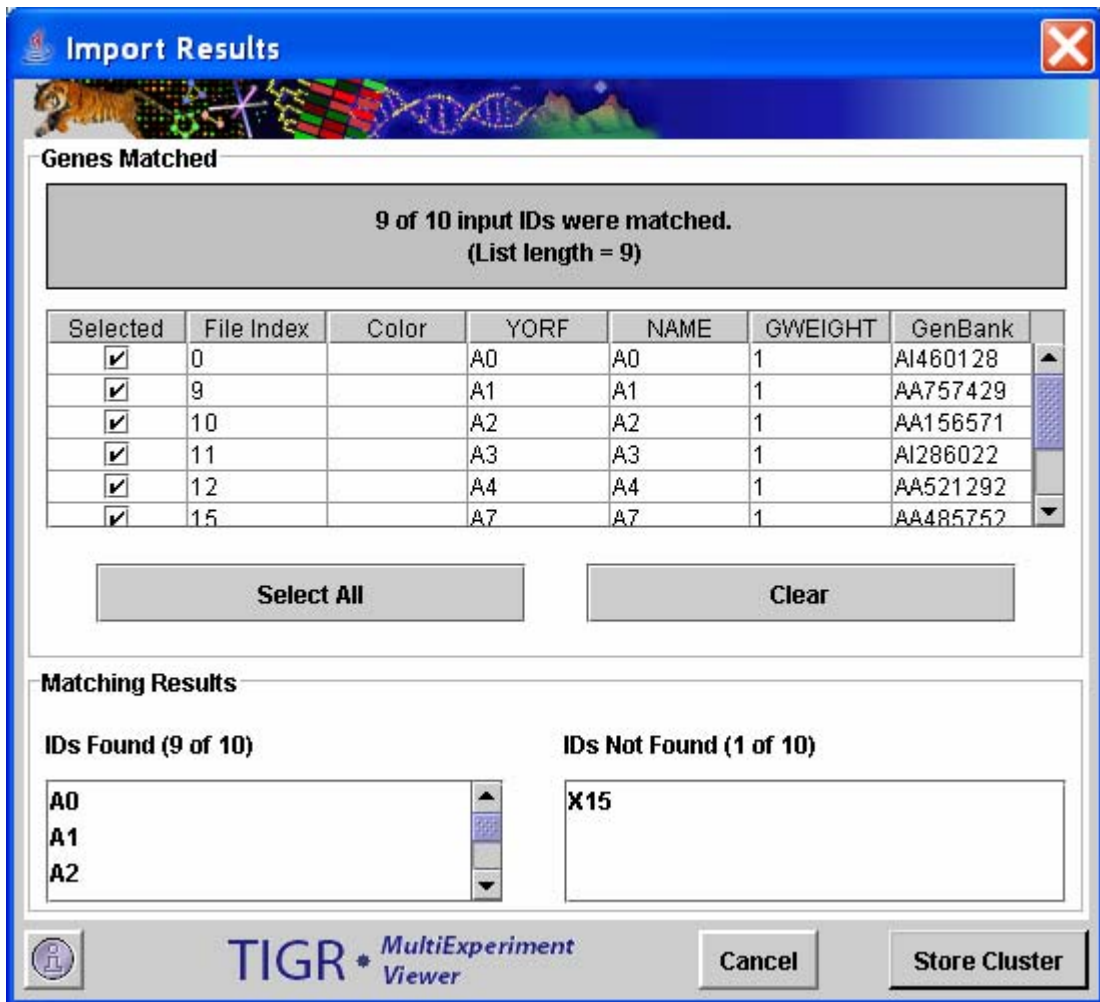 Import Results
Genes Matched
9 of 10 input IDs were matched.
(List length = 9)
Selected File Index Color YORF NAME GWEIGHT GenBank
0 A0 A0 1 AI460128
9 A1 A1 1 AA757429
10 A2 A2 1 AA156571
11 A3 A3 1 AI286022
12 A4 A4 1 AA521292
15 A7 A7 1 AA485752
Select All Clear
Matching Results
IDs Found (9 of 10) IDs Not Found (1 of 10)
A0 X15
A1
A2
TIGR MultiExperiment
Viewer
Cancel Store Cluster